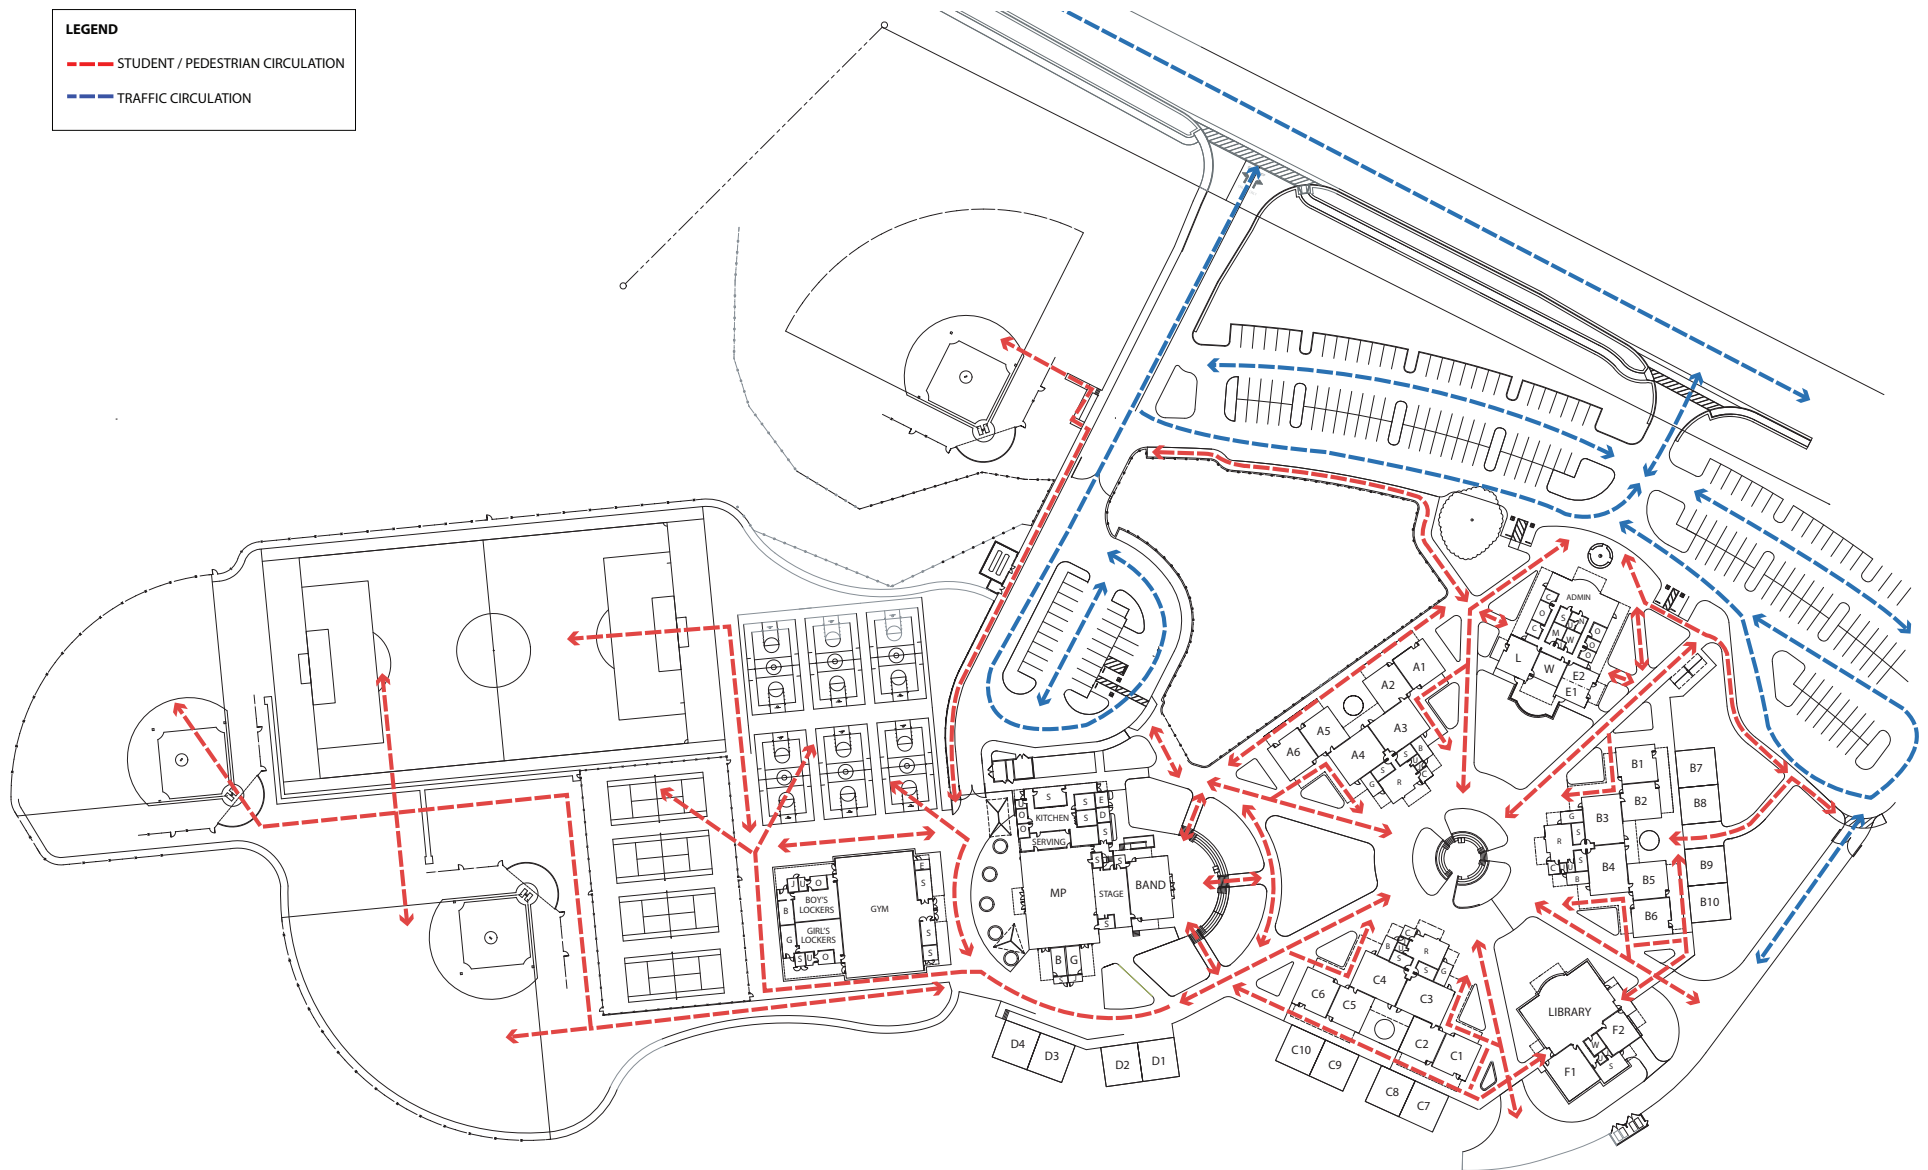 LEGEND
STUDENT / PEDESTRIAN CIRCULATION
TRAFFIC CIRCULATION
ADMIN
C
O
S
U
N
O
C
M
W
O
O
L
W
E2
E1
A1
A2
A3
A4
A5
A6
B
S
U
C
R
S
G
B1
B2
B3
B4
B5
B6
B7
B8
B9
B10
G
S
R
S
C
U
U
B
KITCHEN
SERVING
S
S
S
E
D
S
U
O
O
S
S
S
MP
STAGE
BAND
B
G
S
GYM
E
S
S
S
J
U
O
BOY'S
LOCKERS
B
G
GIRL'S
LOCKERS
S
U
O
C
B
U
S
R
S
G
C4
C3
C6
C5
C2
C1
C10
C9
C8
C7
D4
D3
D2
D1
LIBRARY
F2
W
U
S
F1